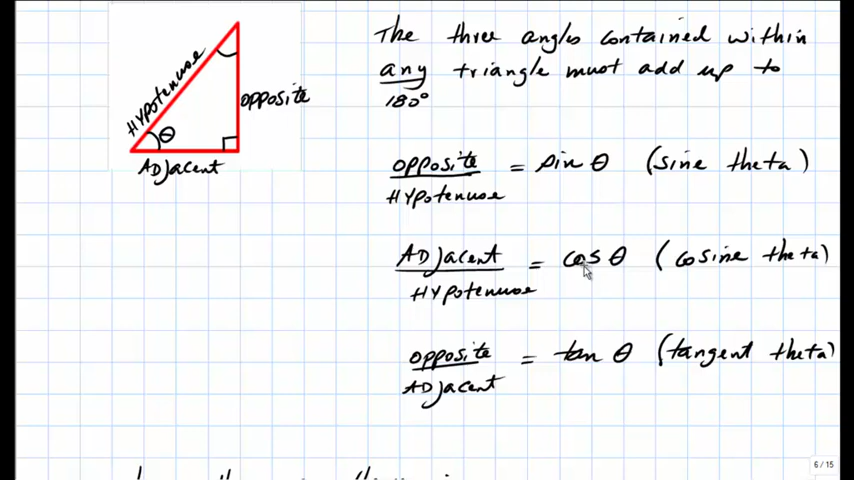 The three angles contained within
any triangle must add up to
180°
HYpotenuse
θ
opposite
ADjacent
opposite = sin θ (sine theta)
HYpotenuse
ADjacent = cos θ (cosine theta)
HYpotenuse
opposite = tan θ (tangent theta)
ADjacent
6 / 15